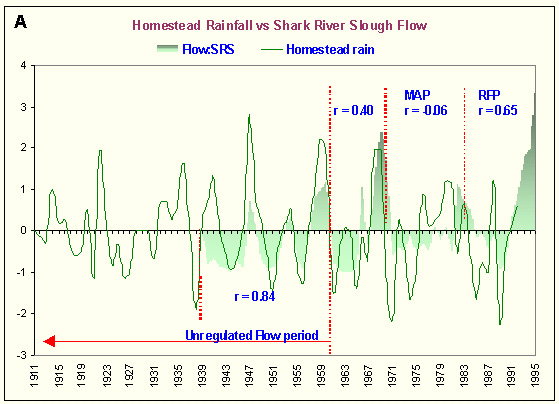 A
Homestead Rainfall vs Shark River Slough Flow
Flow:SRS Homestead rain
4
3
2
1
0
-1
-2
-3
r = 0.40
MAP
r = -0.06
RFP
r = 0.65
r = 0.84
Unregulated Flow period
1911 1915 1919 1923 1927 1931 1935 1939 1943 1947 1951 1955 1959 1963 1967 1971 1975 1979 1983 1987 1991 1995